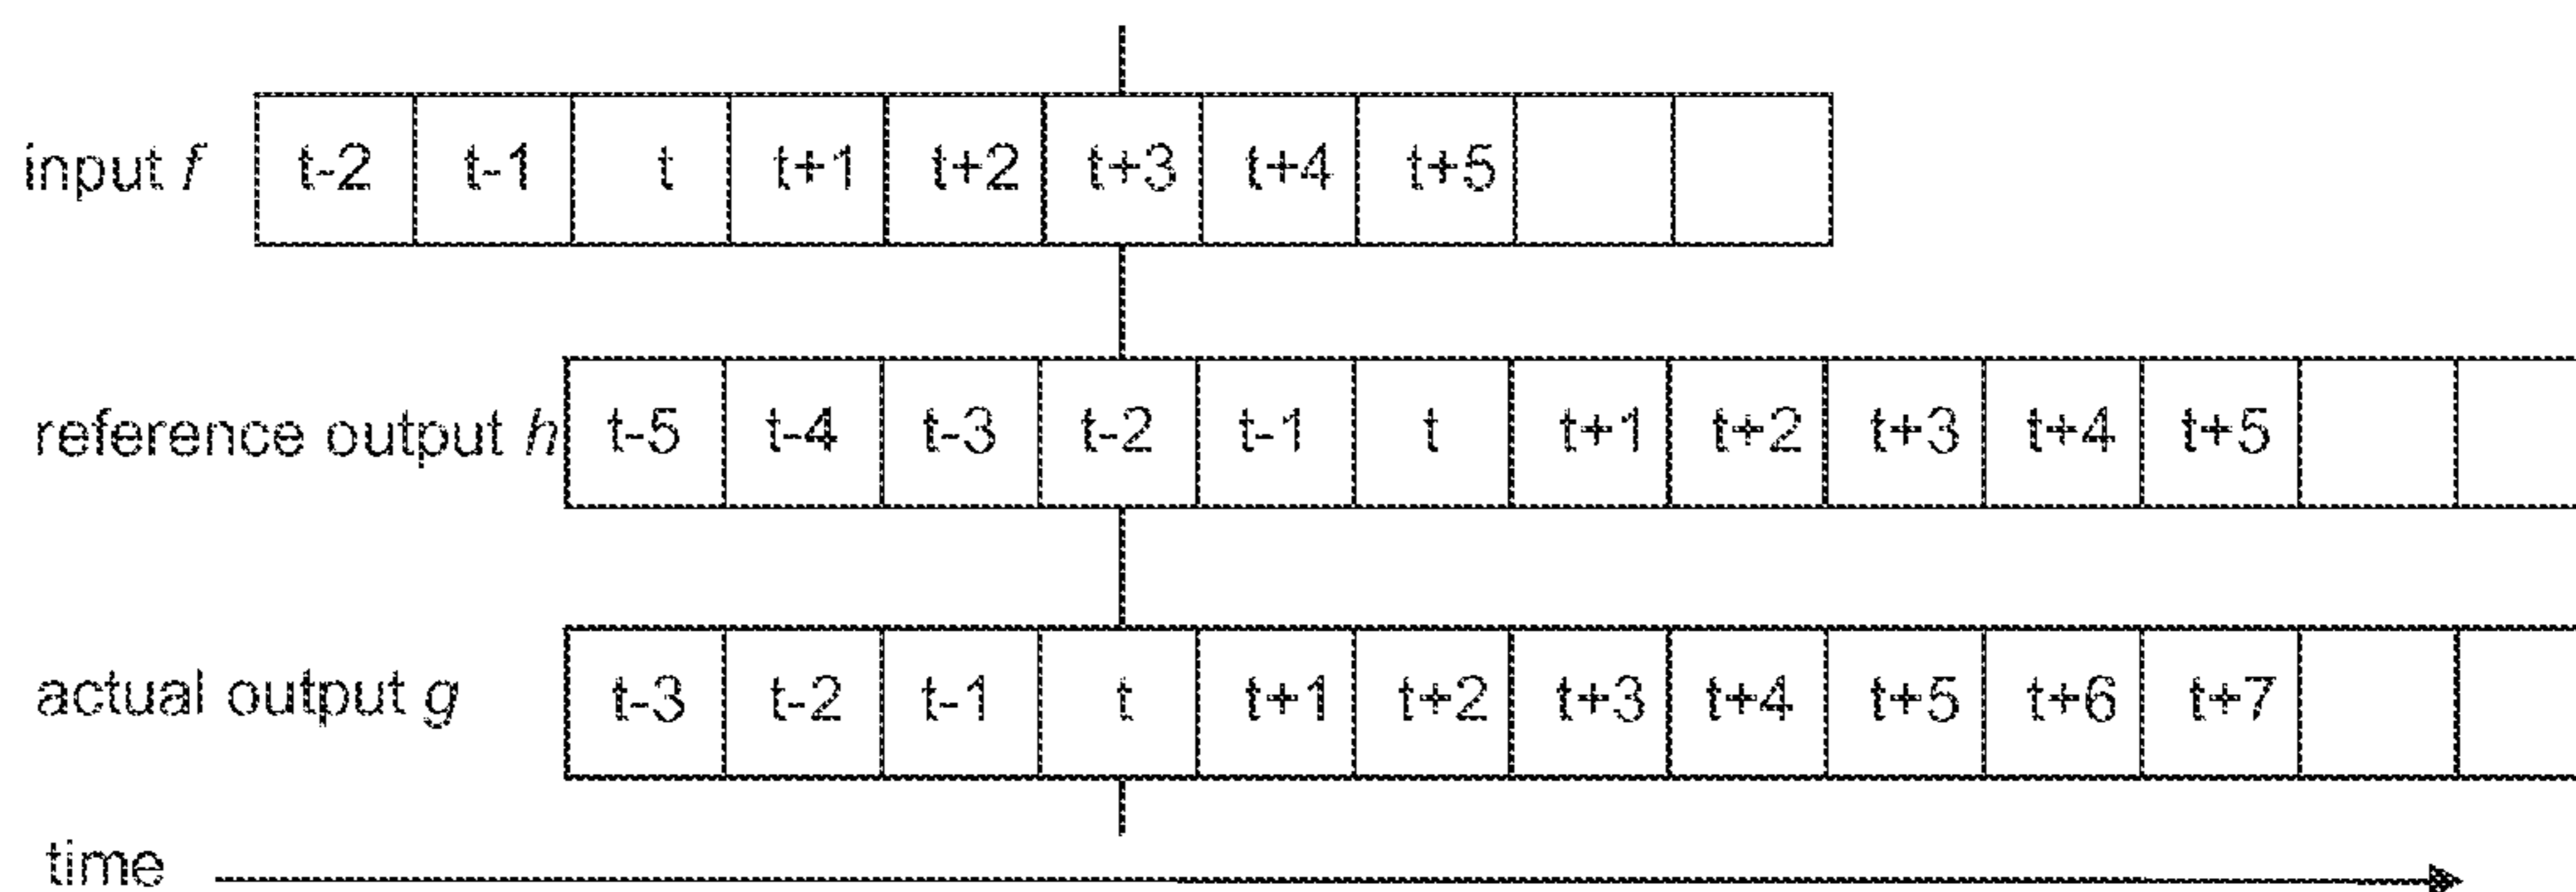 input f t-2 t-1 t t+1 t+2 t+3 t+4 t+5
reference output h t-5 t-4 t-3 t-2 t-1 t t+1 t+2 t+3 t+4 t+5
actual output g t-3 t-2 t-1 t t+1 t+2 t+3 t+4 t+5 t+6 t+7
time